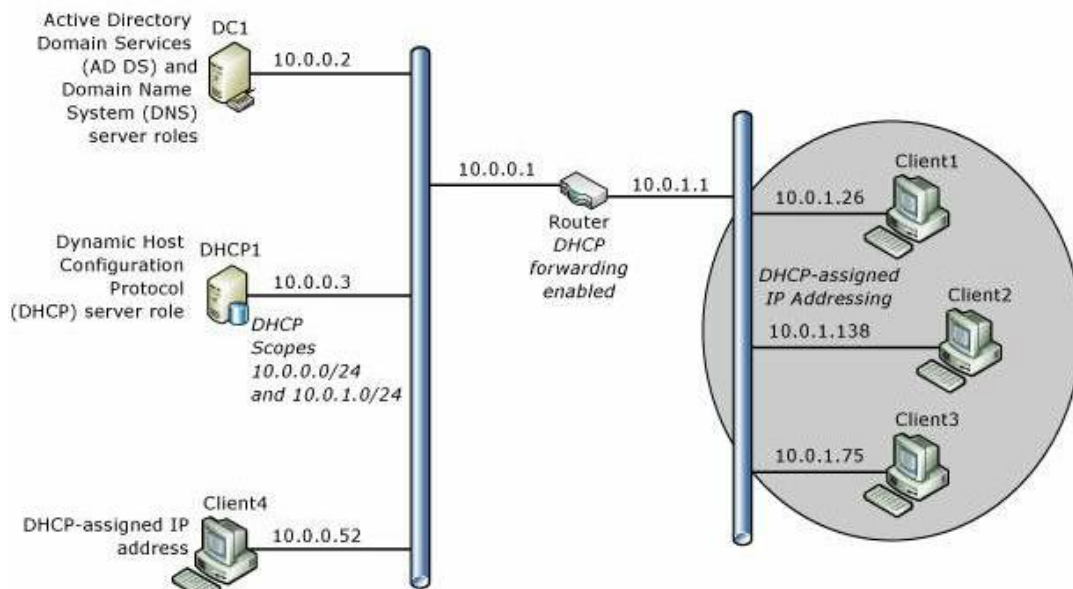 Active Directory
Domain Services
(AD DS) and
Domain Name
System (DNS)
server roles
DC1
10.0.0.2
10.0.0.1
Router
DHCP
forwarding
enabled
10.0.1.1
Client1
10.0.1.26
DHCP-assigned
IP Addressing
Client2
10.0.1.138
Client3
10.0.1.75
Dynamic Host
Configuration
Protocol
(DHCP) server role
DHCP1
10.0.0.3
DHCP
Scopes
10.0.0.0/24
and 10.0.1.0/24
Client4
DHCP-assigned IP
address
10.0.0.52